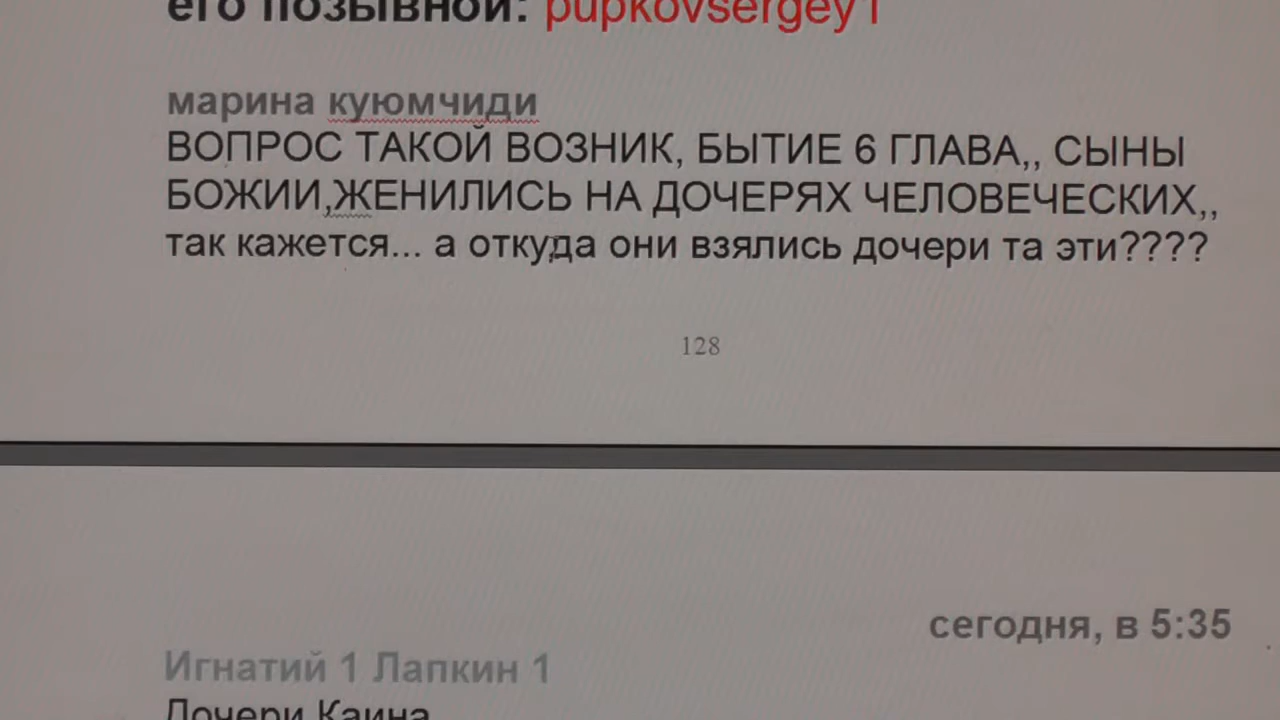 его позывной: pupkovsergey1
марина куюмчиди
ВОПРОС ТАКОЙ ВОЗНИК, БЫТИЕ 6 ГЛАВА,, СЫНЫ
БОЖИИ,ЖЕНИЛИСЬ НА ДОЧЕРЯХ ЧЕЛОВЕЧЕСКИХ,,
так кажется... а откуда они взялись дочери та эти????
128
сегодня, в 5:35
Игнатий 1 Лапкин 1
Дочери Каина